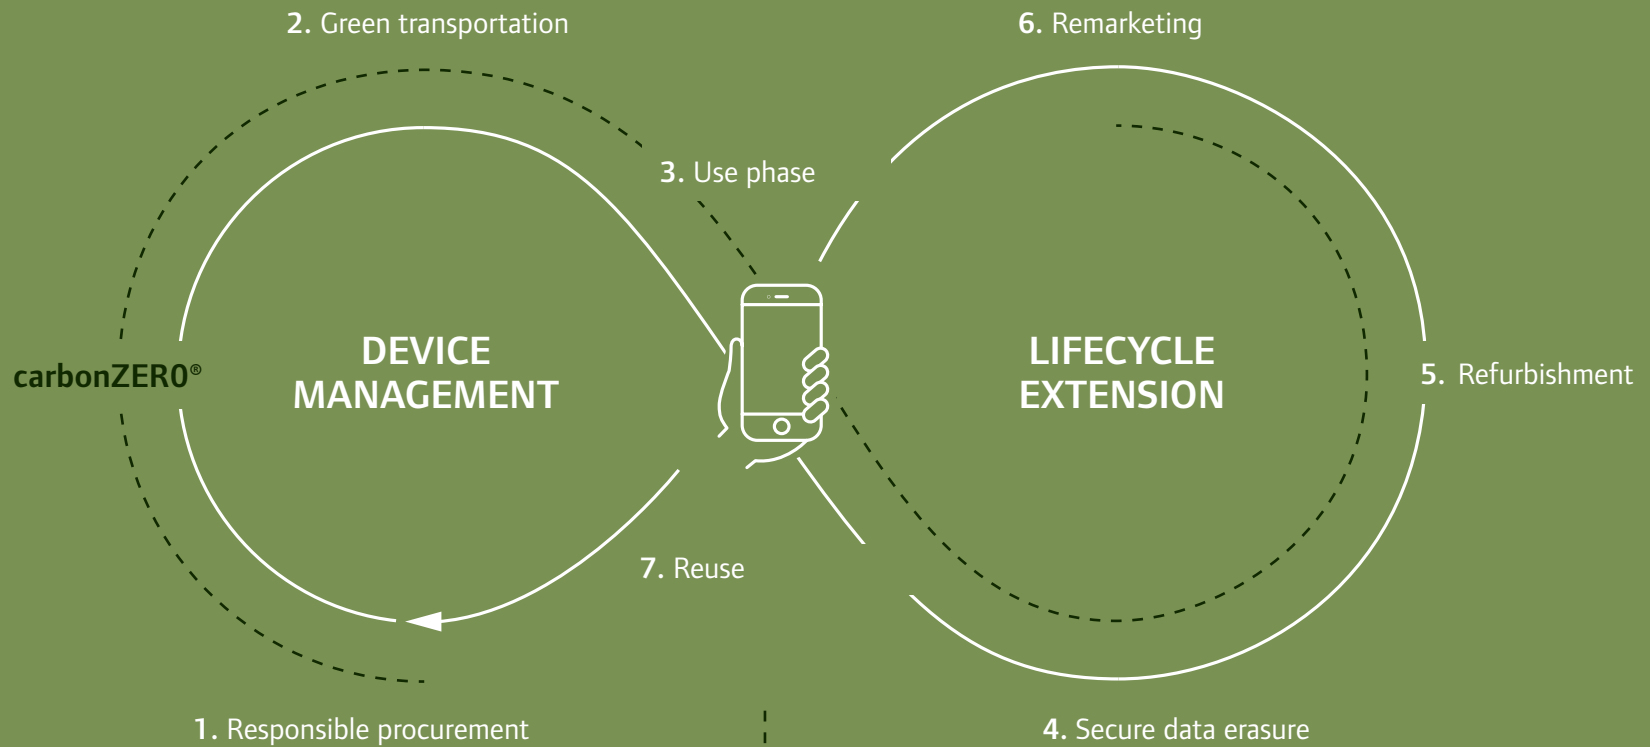 2. Green transportation
6. Remarketing
3. Use phase
DEVICE
MANAGEMENT
LIFECYCLE
EXTENSION
carbonZER0®
5. Refurbishment
7. Reuse
1. Responsible procurement
4. Secure data erasure